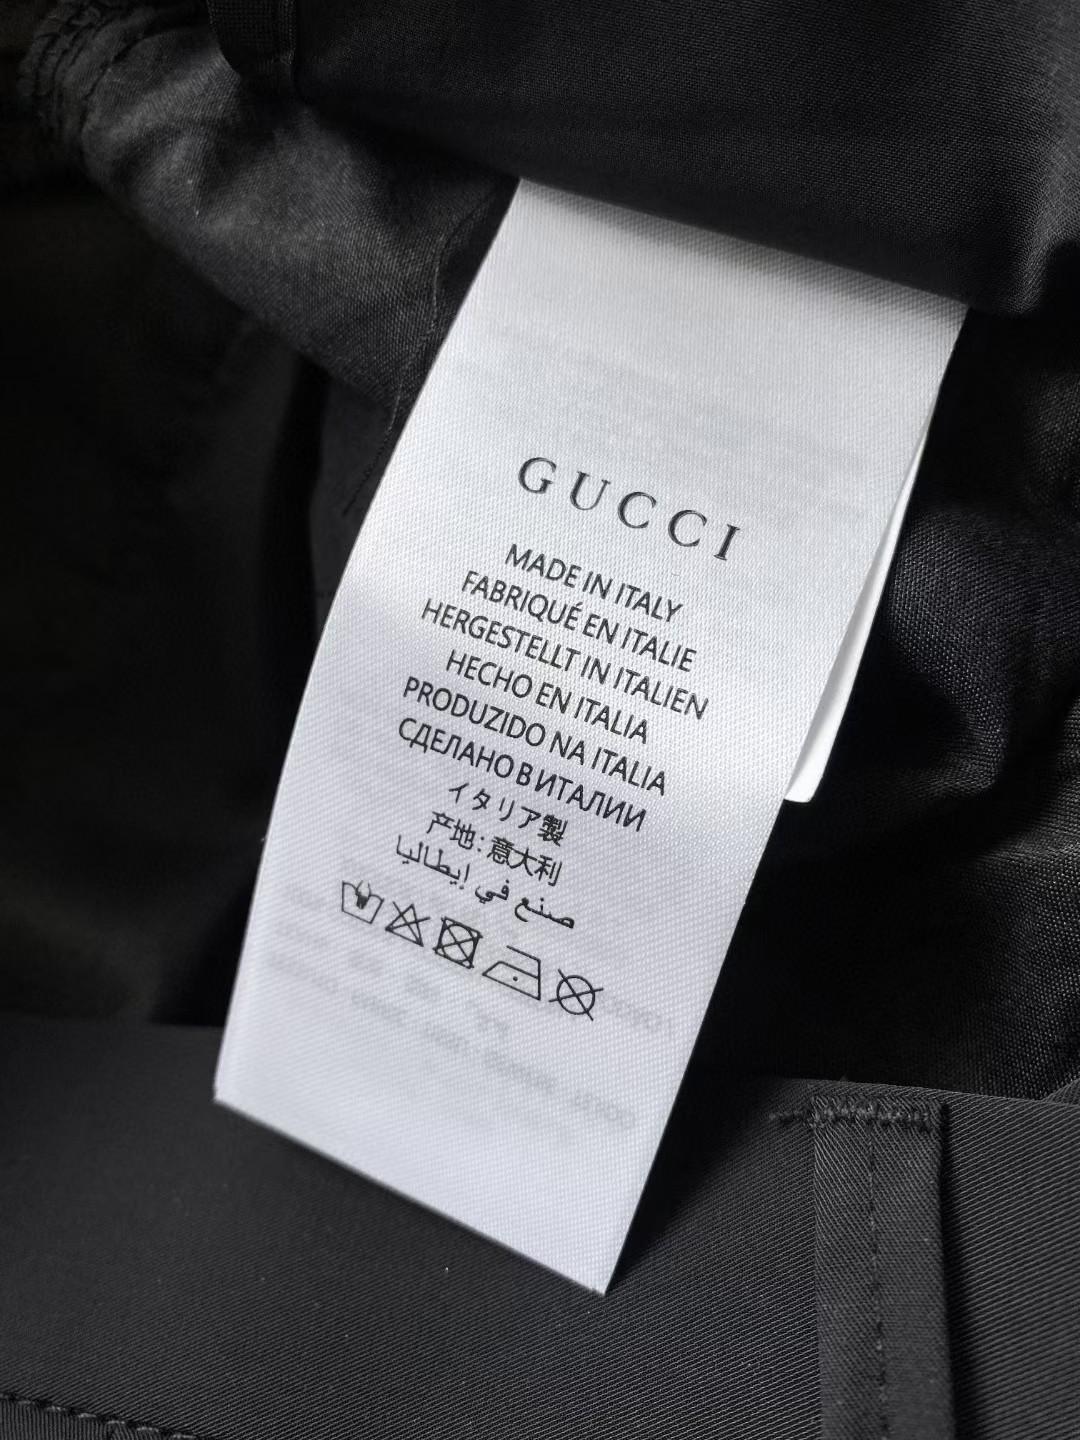 GUCCI
MADE IN ITALY
FABRIQUÉ EN ITALIE
HERGESTELLT IN ITALIEN
HECHO EN ITALIA
PRODUZIDO NA ITALIA
СДЕЛАНО В ИТАЛИИ
イタリア製
产地:意大利
صنع في إيطاليا